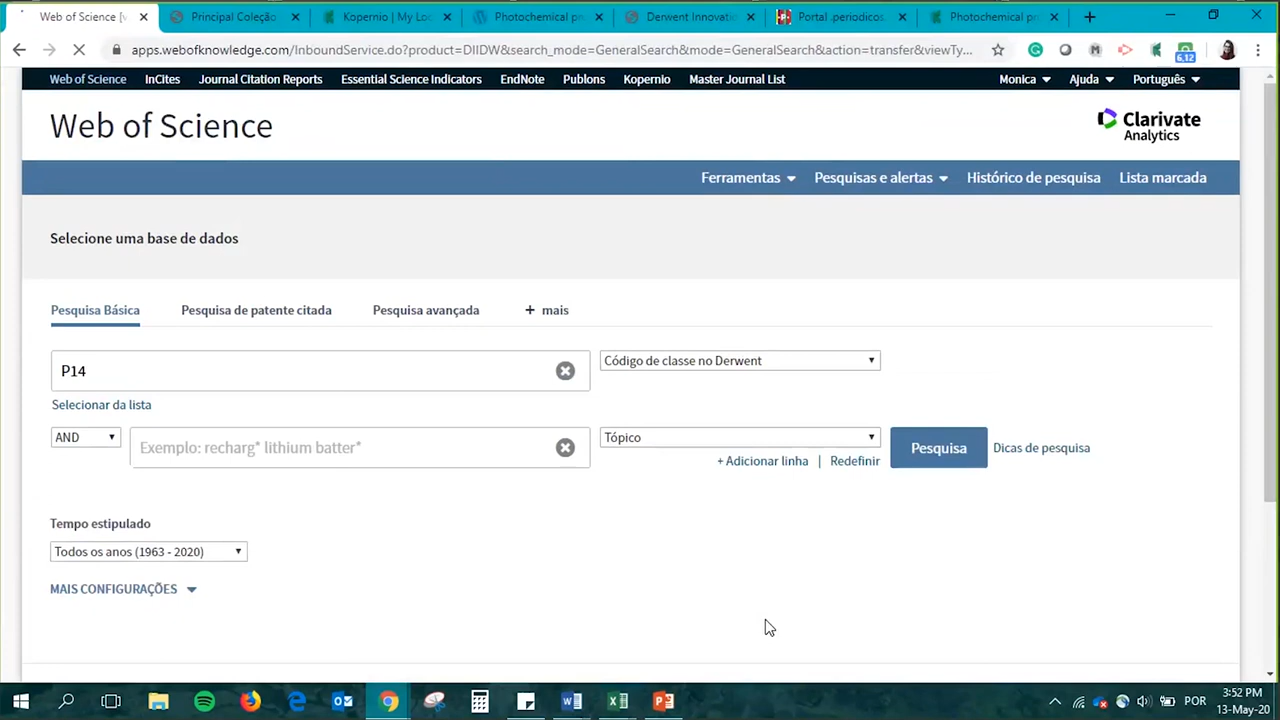 Web of Science [v
Principal Coleção
Kopernio | My Loc
Photochemical pr
Derwent Innovatio
Portal .periodicos.
Photochemical pr
apps.webofknowledge.com/InboundService.do?product=DIIDW&search_mode=GeneralSearch&mode=GeneralSearch&action=transfer&viewTy...
6.12
Web of Science InCites Journal Citation Reports Essential Science Indicators EndNote Publons Kopernio Master Journal List Monica Ajuda Português
Web of Science
Clarivate
Analytics
Ferramentas Pesquisas e alertas Histórico de pesquisa Lista marcada
Selecione uma base de dados
Pesquisa Básica Pesquisa de patente citada Pesquisa avançada + mais
P14 Código de classe no Derwent
Selecionar da lista
AND Exemplo: recharg* lithium batter* Tópico Pesquisa Dicas de pesquisa
+ Adicionar linha | Redefinir
Tempo estipulado
Todos os anos (1963 - 2020)
MAIS CONFIGURAÇÕES
POR
3:52 PM
13-May-20